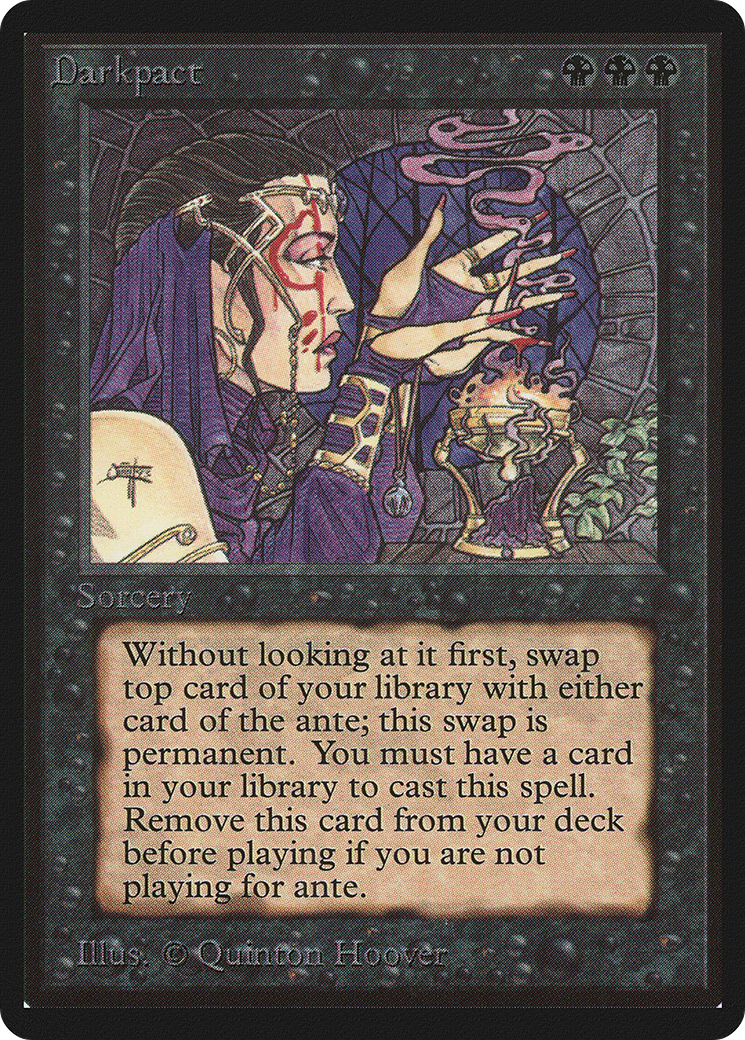 Darkpact
Sorcery
Without looking at it first, swap
top card of your library with either
card of the ante; this swap is
permanent.  You must have a card
in your library to cast this spell.
Remove this card from your deck
before playing if you are not
playing for ante.
Illus. © Quinton Hoover